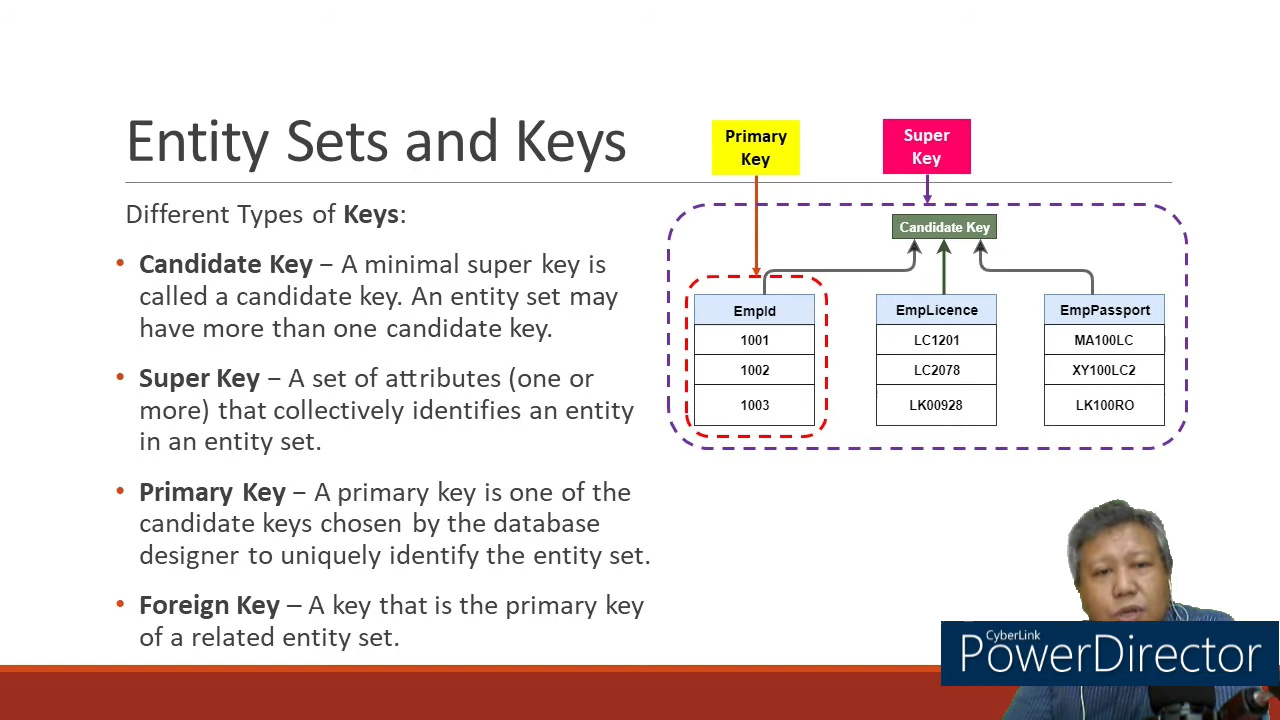 Entity Sets and Keys
Different Types of Keys:
• Candidate Key – A minimal super key is
called a candidate key. An entity set may
have more than one candidate key.
• Super Key – A set of attributes (one or
more) that collectively identifies an entity
in an entity set.
• Primary Key – A primary key is one of the
candidate keys chosen by the database
designer to uniquely identify the entity set.
• Foreign Key – A key that is the primary key
of a related entity set.
Primary
Key
Super
Key
Candidate Key
EmpId EmpLicence EmpPassport
1001 LC1201 MA100LC
1002 LC2078 XY100LC2
1003 LK00928 LK100RO
CyberLink
PowerDirector